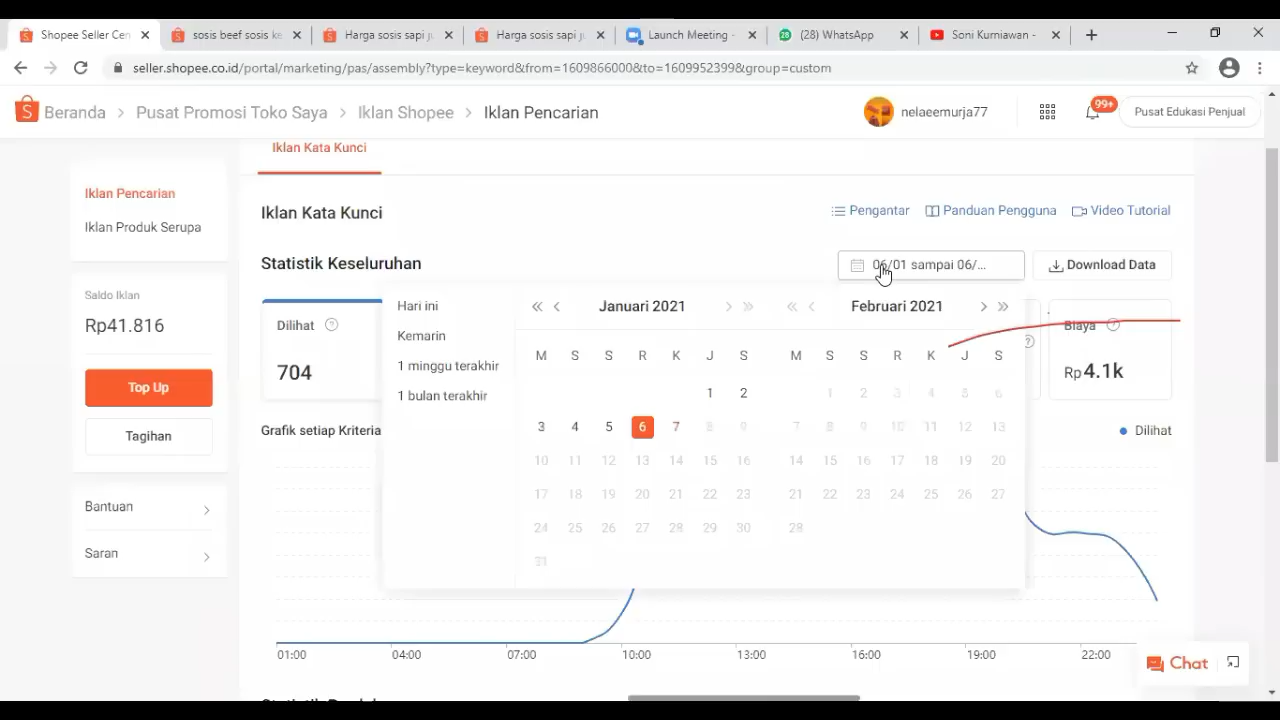 Shopee Seller Cen
sosis beef sosis ke
Harga sosis sapi ju
Harga sosis sapi ju
Launch Meeting -
(28) WhatsApp
Soni Kurniawan -
seller.shopee.co.id/portal/marketing/pas/assembly?type=keyword&from=1609866000&to=1609952399&group=custom
Beranda > Pusat Promosi Toko Saya > Iklan Shopee > Iklan Pencarian
nelaeemurja77
99+
Pusat Edukasi Penjual
Iklan Kata Kunci
Iklan Pencarian
Iklan Produk Serupa
Iklan Kata Kunci
Pengantar
Panduan Pengguna
Video Tutorial
Statistik Keseluruhan
06/01 sampai 06/...
Download Data
Saldo Iklan
Rp41.816
Top Up
Tagihan
Bantuan
Saran
Dilihat
704
Hari ini
Kemarin
1 minggu terakhir
1 bulan terakhir
Januari 2021
M S S R K J S
1 2
3 4 5 6 7 8 9
10 11 12 13 14 15 16
17 18 19 20 21 22 23
24 25 26 27 28 29 30
31
Februari 2021
M S S R K J S
1 2 3 4 5 6
7 8 9 10 11 12 13
14 15 16 17 18 19 20
21 22 23 24 25 26 27
28
Biaya
Rp 4.1k
Grafik setiap Kriteria
Dilihat
01:00 04:00 07:00 10:00 13:00 16:00 19:00 22:00
Chat